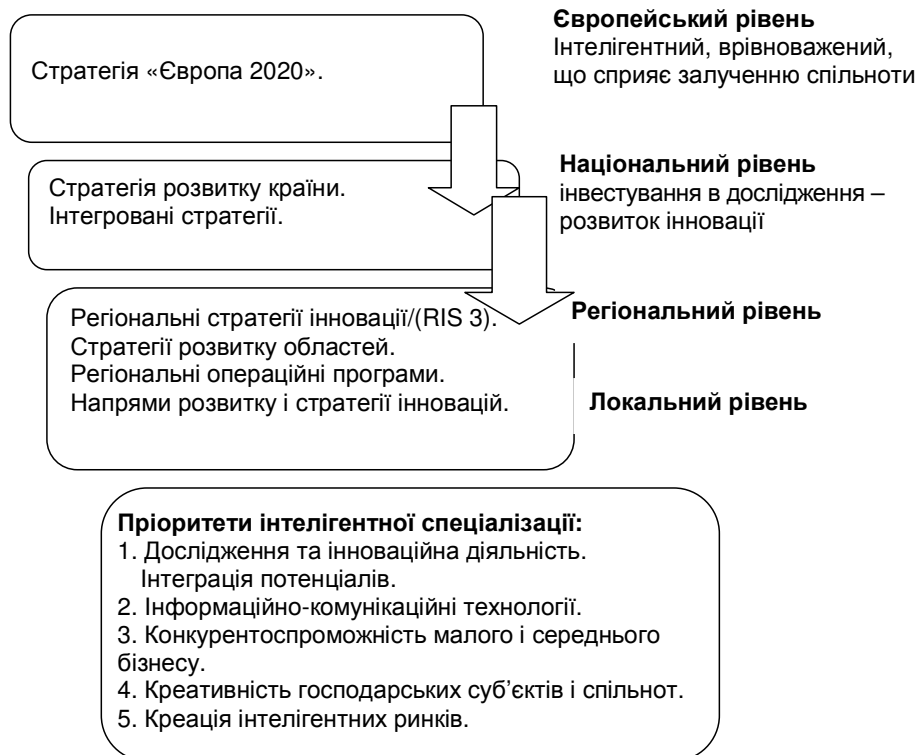 Європейський рівень
Інтелігентний, врівноважений,
що сприяє залученню спільноти
Стратегія «Європа 2020».
Національний рівень
інвестування в дослідження –
розвиток інновації
Стратегія розвитку країни.
Інтегровані стратегії.
Регіональні стратегії інновації/(RIS 3).
Регіональний рівень
Стратегії розвитку областей.
Регіональні операційні програми.
Напрями розвитку і стратегії інновацій.
Локальний рівень
Пріоритети інтелігентної спеціалізації:
1. Дослідження та інноваційна діяльність.
Інтеграція потенціалів.
2. Інформаційно-комунікаційні технології.
3. Конкурентоспроможність малого і середнього
бізнесу.
4. Креативність господарських суб’єктів і спільнот.
5. Креація інтелігентних ринків.